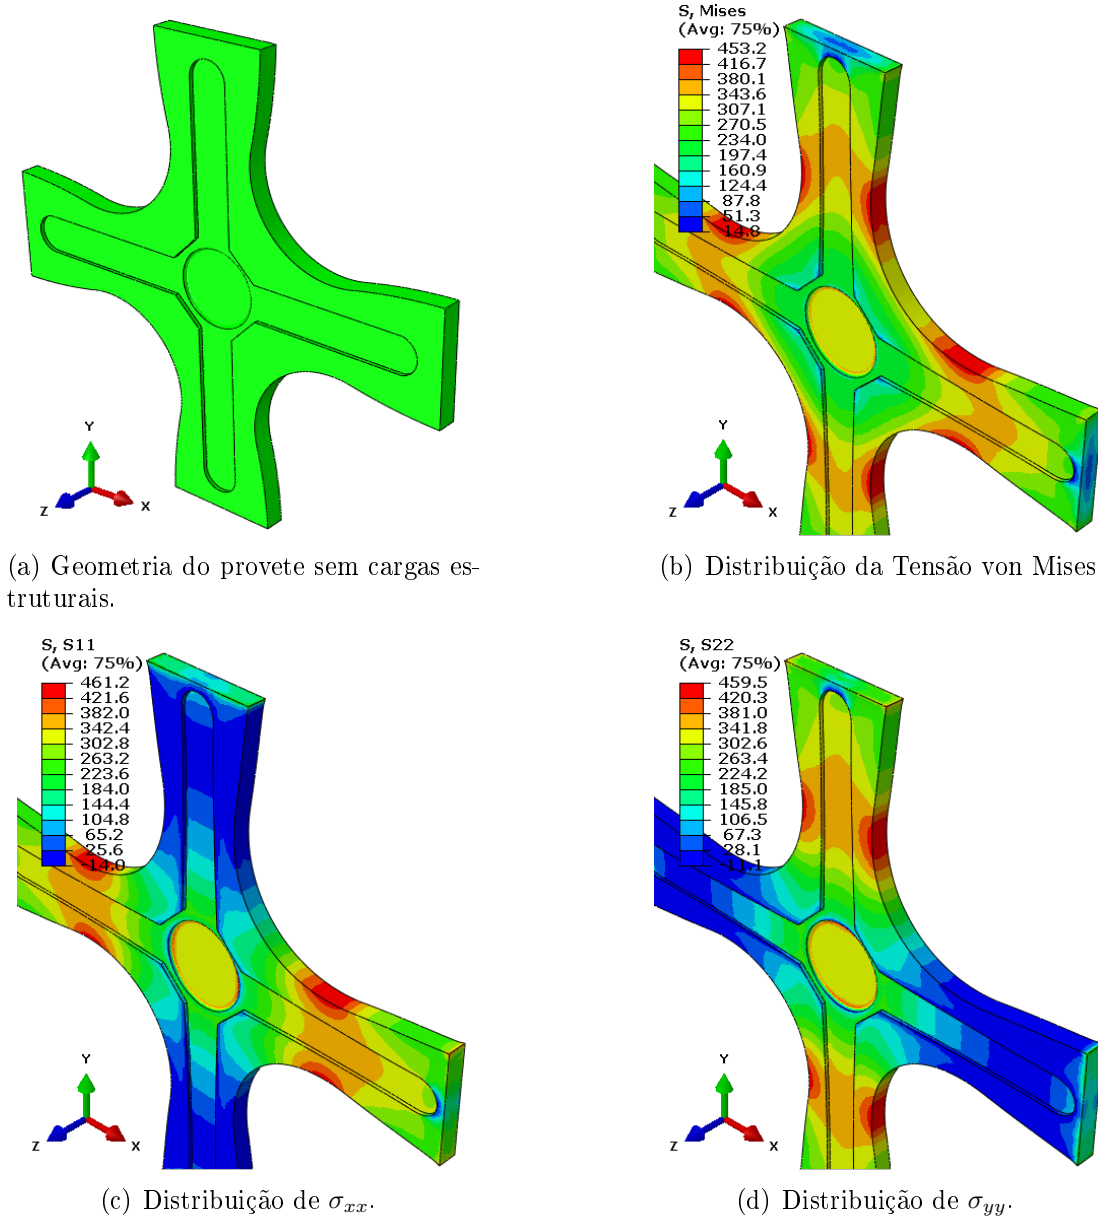 Y
Z
X
(a) Geometria do provete sem cargas es-
truturais.
S, Mises
(Avg: 75%)
453.2
416.7
380.1
343.6
307.1
270.5
234.0
197.4
160.9
124.4
87.8
51.3
14.8
Y
Z
X
(b) Distribuição da Tensão von Mises
S, S11
(Avg: 75%)
461.2
421.6
382.0
342.4
302.8
263.2
223.6
184.0
144.4
104.8
65.2
25.6
-14.0
Y
Z
X
(c) Distribuição de σxx.
S, S22
(Avg: 75%)
459.5
420.3
381.0
341.8
302.6
263.4
224.2
185.0
145.8
106.5
67.3
28.1
-11.1
Y
Z
X
(d) Distribuição de σyy.